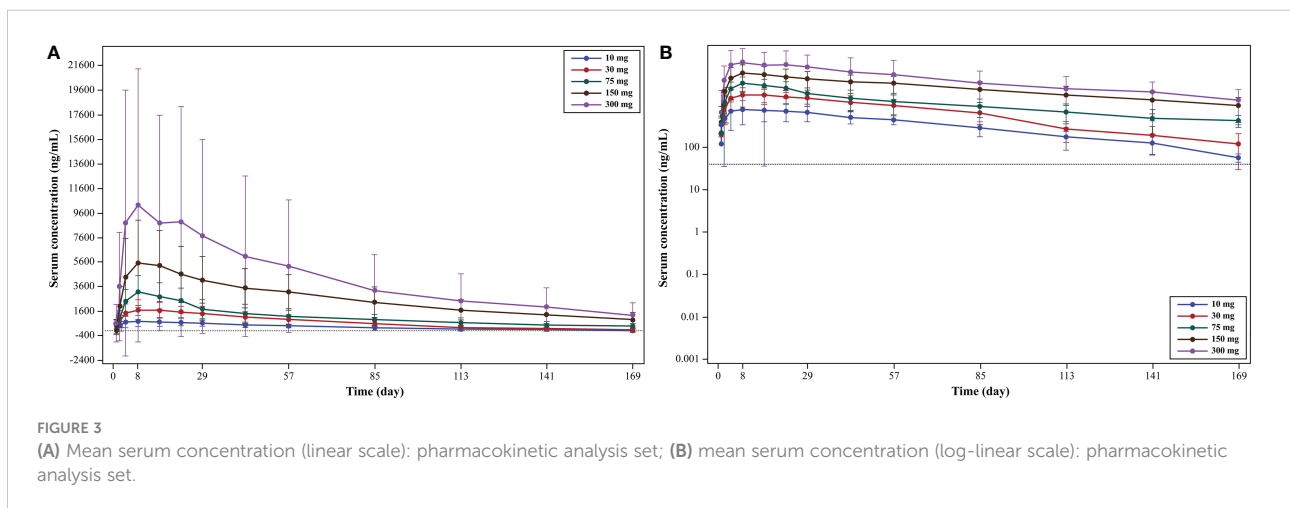 A
B
21600
19600
17600
15600
13600
11600
9600
7600
5600
3600
1600
-400
-2400
Serum concentration (ng/mL)
10 mg
30 mg
75 mg
150 mg
300 mg
0 8 29 57 85 113 141 169
Time (day)
100
10
1
0.1
0.01
0.001
Serum concentration (ng/mL)
10 mg
30 mg
75 mg
150 mg
300 mg
0 8 29 57 85 113 141 169
Time (day)
FIGURE 3
(A) Mean serum concentration (linear scale): pharmacokinetic analysis set; (B) mean serum concentration (log-linear scale): pharmacokinetic
analysis set.